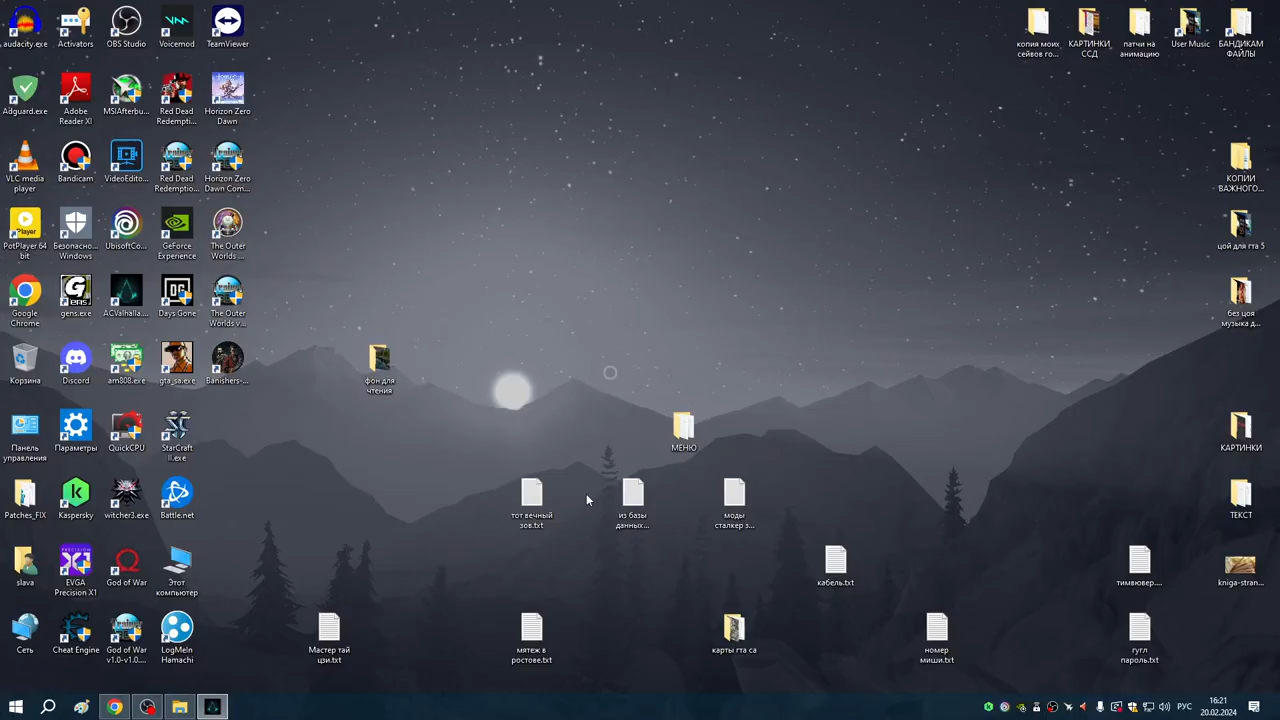 audacity.exe
Activators
OBS Studio
Voicemod
TeamViewer
копия моих
сейвов го...
КАРТИНКИ
ССД
патчи на
анимацию
User Music
БАНДИКАМ
ФАЙЛЫ
Adguard.exe
Adobe
Reader XI
MSIAfterbu...
Red Dead
Redempti...
Horizon Zero
Dawn
VLC media
player
Bandicam
VideoEdito...
Red Dead
Redemptio...
Horizon Zero
Dawn Com...
КОПИИ
ВАЖНОГО...
PotPlayer 64
bit
Безопасно...
Windows
UbisoftCo...
GeForce
Experience
The Outer
Worlds ...
цой для гта 5
Google
Chrome
gens.exe
ACValhalla....
Days Gone
The Outer
Worlds v...
без цоя
музыка д...
Корзина
Discord
am808.exe
gta_sa.exe
Banishers-...
фон для
чтения
Панель
управления
Параметры
QuickCPU
StarCraft
II.exe
МЕНЮ
КАРТИНКИ
Patches_FIX
Kaspersky
witcher3.exe
Battle.net
тот вечный
зов.txt
из базы
данных...
моды
сталкер з...
ТЕКСТ
slava
EVGA
Precision X1
God of War
Этот
компьютер
кабель.txt
тимвювер....
kniga-stran...
Сеть
Cheat Engine
God of War
v1.0-v1.0....
LogMeIn
Hamachi
Мастер тай
цзи.txt
мятеж в
ростове.txt
карты гта са
номер
миши.txt
гугл
пароль.txt
РУС
16:21
20.02.2024